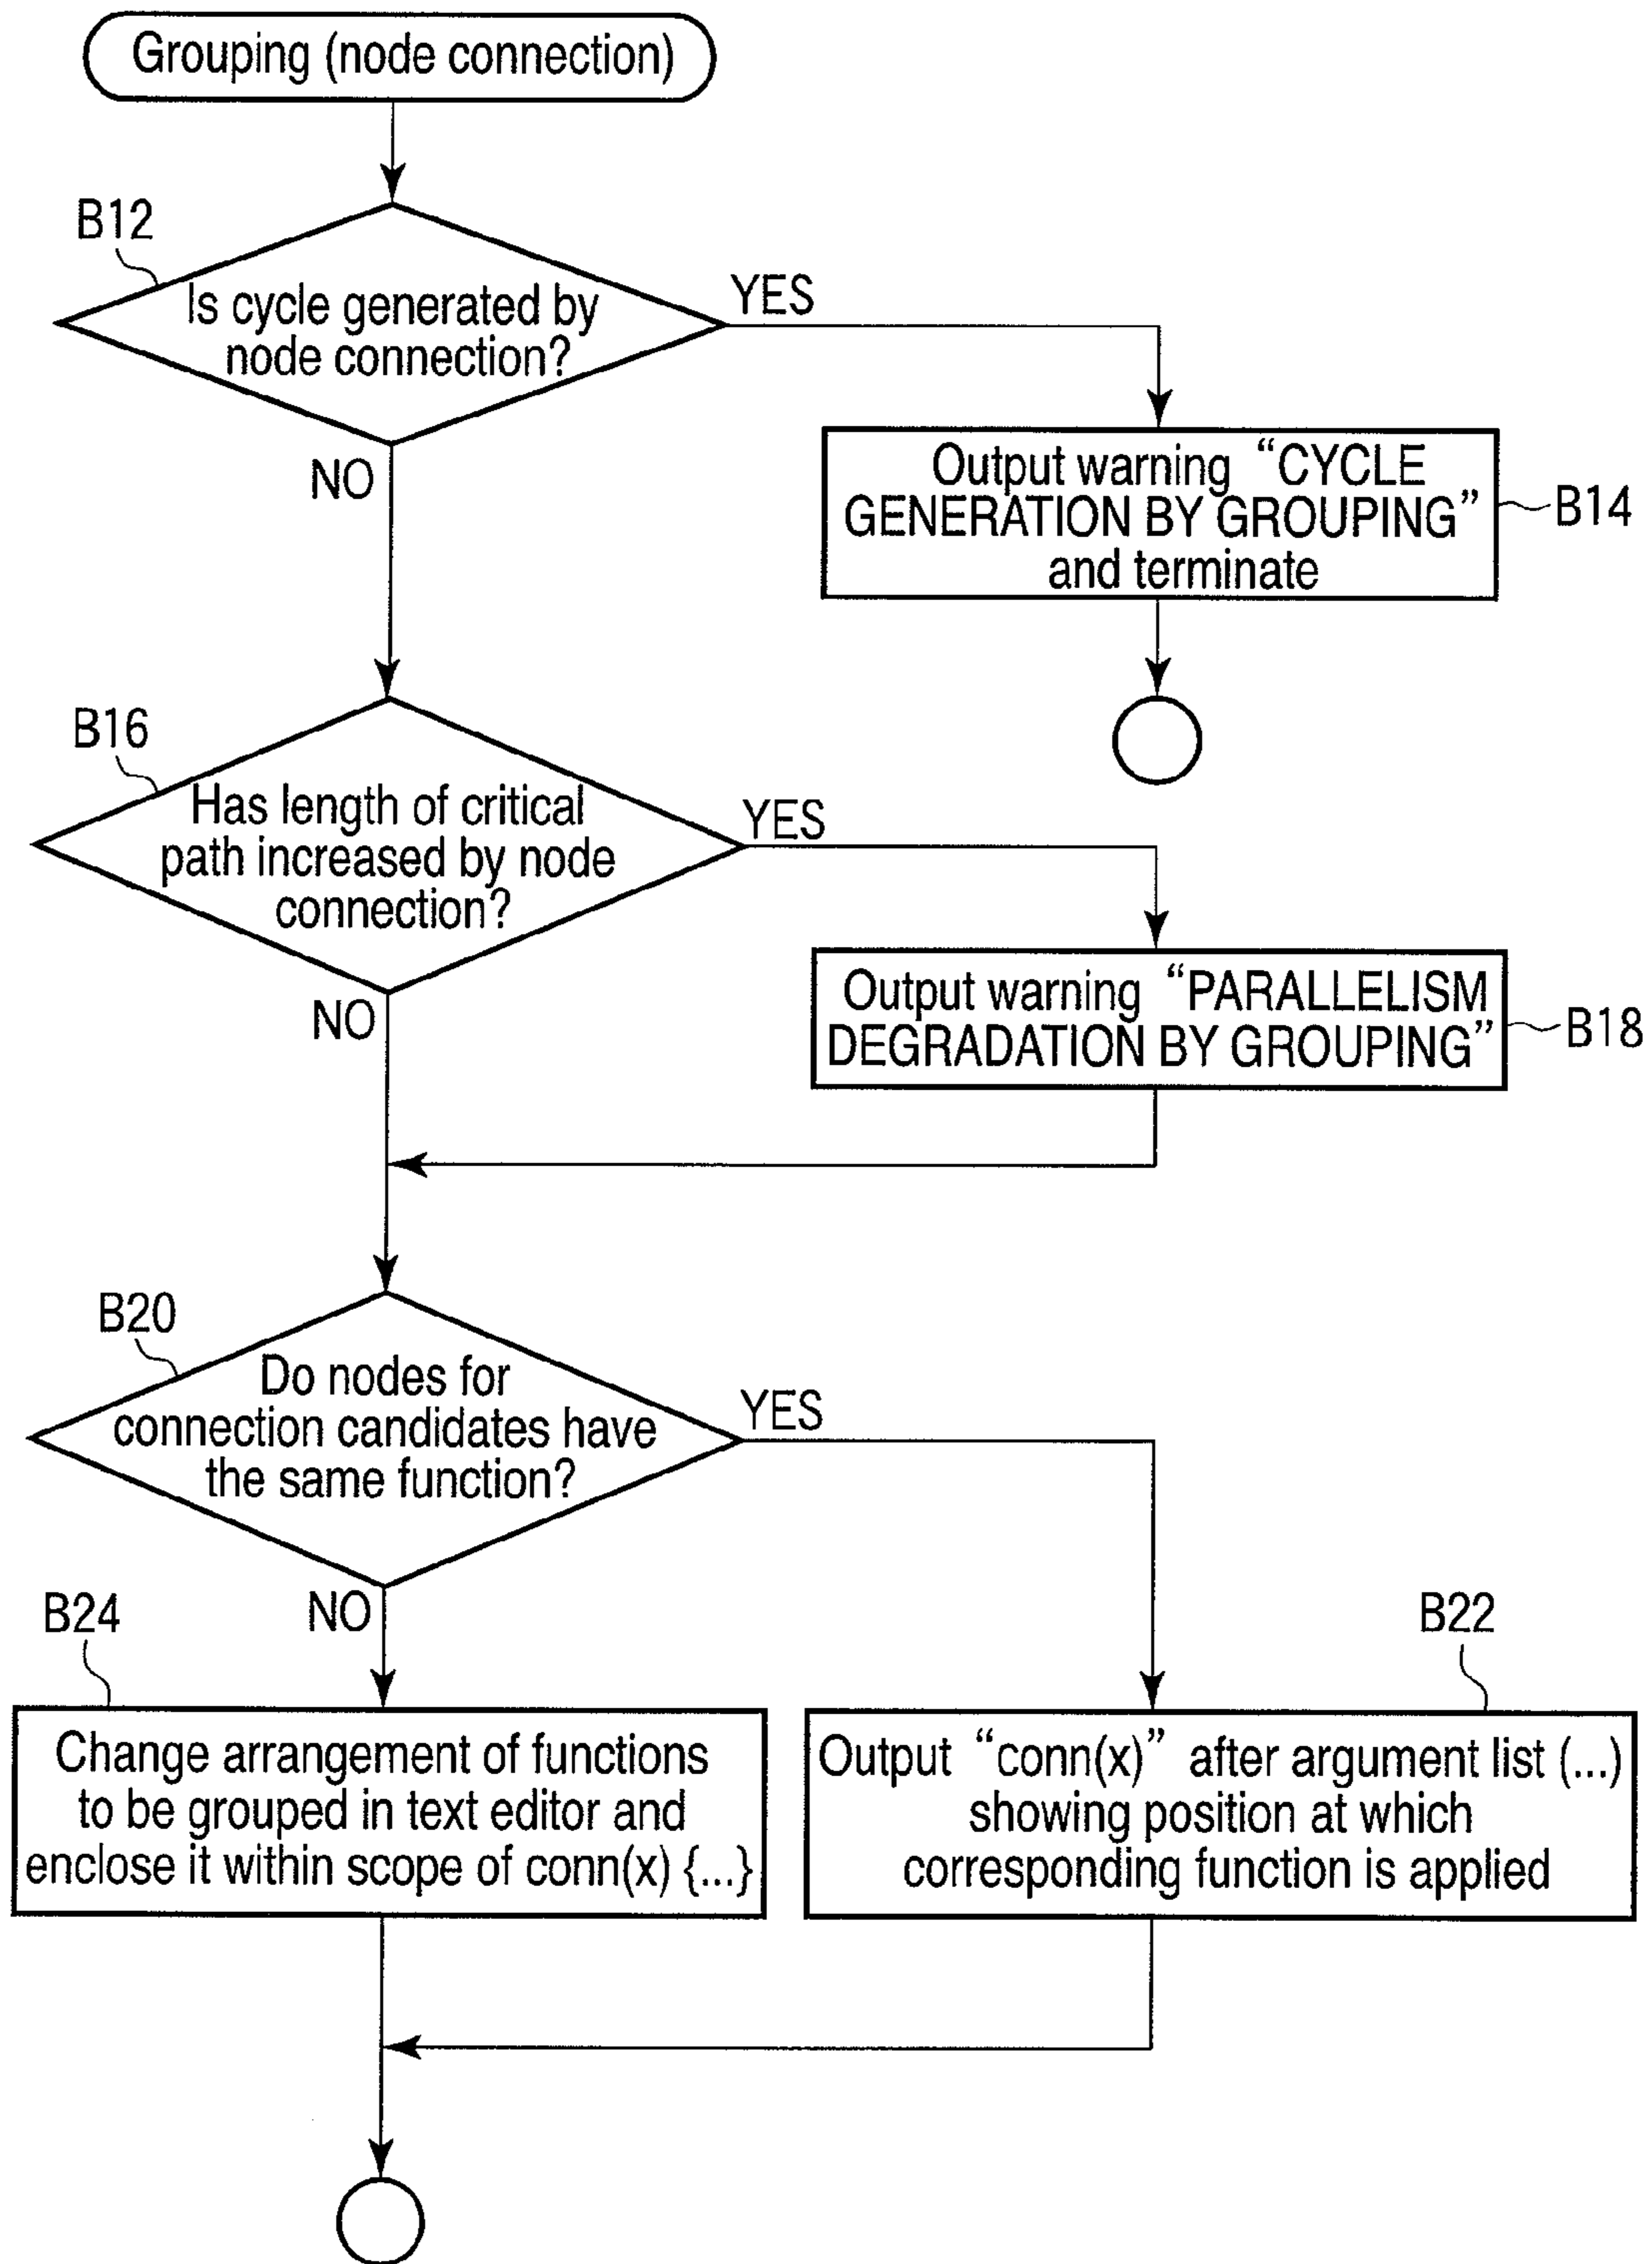 Grouping (node connection)
B12
Is cycle generated by
node connection?
YES
NO
Output warning “CYCLE
GENERATION BY GROUPING”
and terminate
B14
B16
Has length of critical
path increased by node
connection?
YES
NO
Output warning “PARALLELISM
DEGRADATION BY GROUPING”
B18
B20
Do nodes for
connection candidates have
the same function?
YES
NO
B24
Change arrangement of functions
to be grouped in text editor and
enclose it within scope of conn(x) {...}
B22
Output “conn(x)” after argument list (...)
showing position at which
corresponding function is applied